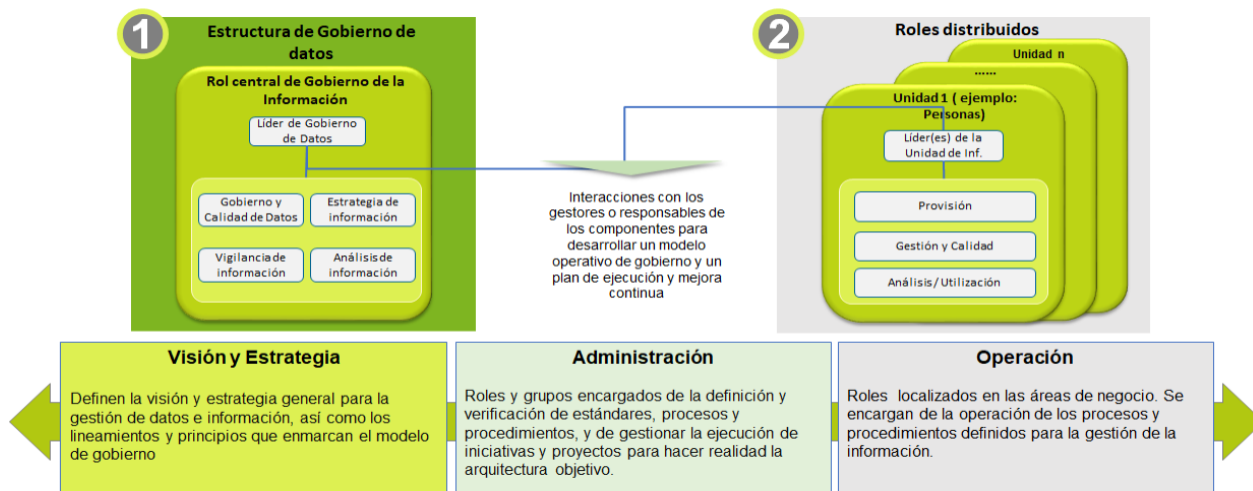 1
Estructura de Gobierno de
datos
Rol central de Gobierno de la
Información
Líder de Gobierno
de Datos
Gobierno y
Calidad de Datos
Estrategia de
información
Vigilancia de
información
Análisis de
información
Interacciones con los
gestores o responsables de
los componentes para
desarrollar un modelo
operativo de gobierno y un
plan de ejecución y mejora
continua
2
Roles distribuidos
Unidad n
......
Unidad 1 ( ejemplo:
Personas)
Líder(es) de la
Unidad de Inf.
Provisión
Gestión y Calidad
Análisis/ Utilización
Visión y Estrategia
Definen la visión y estrategia general para la
gestión de datos e información, así como los
lineamientos y principios que enmarcan el modelo
de gobierno
Administración
Roles y grupos encargados de la definición y
verificación de estándares, procesos y
procedimientos, y de gestionar la ejecución de
iniciativas y proyectos para hacer realidad la
arquitectura objetivo.
Operación
Roles localizados en las áreas de negocio. Se
encargan de la operación de los procesos y
procedimientos definidos para la gestión de la
información.